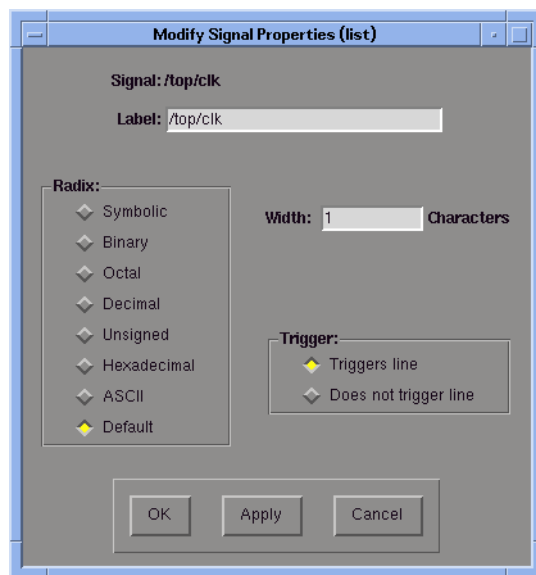 Modify Signal Properties (list)
Signal: /top/clk
Label: /top/clk
Radix:
Symbolic
Binary
Octal
Decimal
Unsigned
Hexadecimal
ASCII
Default
Width: 1 Characters
Trigger:
Triggers line
Does not trigger line
OK Apply Cancel